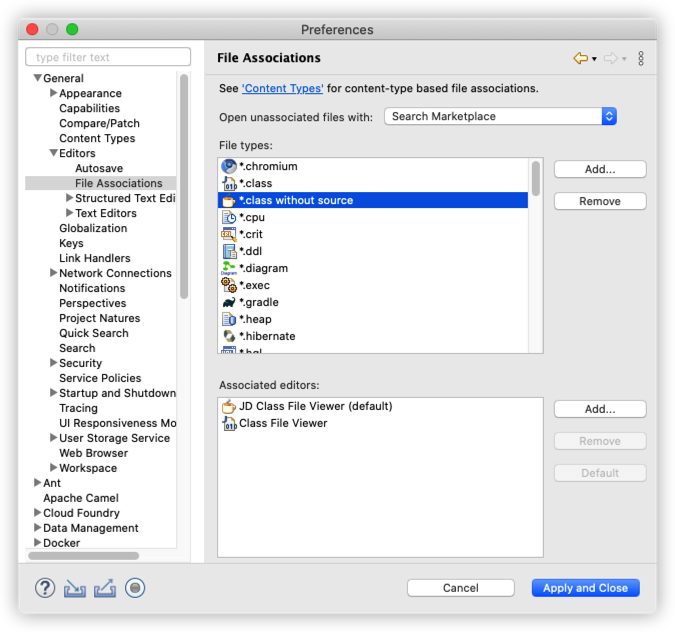 Preferences
type filter text
General
Appearance
Capabilities
Compare/Patch
Content Types
Editors
Autosave
File Associations
Structured Text Edi
Text Editors
Globalization
Keys
Link Handlers
Network Connections
Notifications
Perspectives
Project Natures
Quick Search
Search
Security
Service Policies
Startup and Shutdown
Tracing
UI Responsiveness Mo
User Storage Service
Web Browser
Workspace
Ant
Apache Camel
Cloud Foundry
Data Management
Docker
File Associations
See 'Content Types' for content-type based file associations.
Open unassociated files with: Search Marketplace
File types:
*.chromium
*.class
*.class without source
*.cpu
*.crit
*.ddl
*.diagram
*.exec
*.gradle
*.heap
*.hibernate
*.hql
Add...
Remove
Associated editors:
JD Class File Viewer (default)
Class File Viewer
Add...
Remove
Default
Cancel
Apply and Close